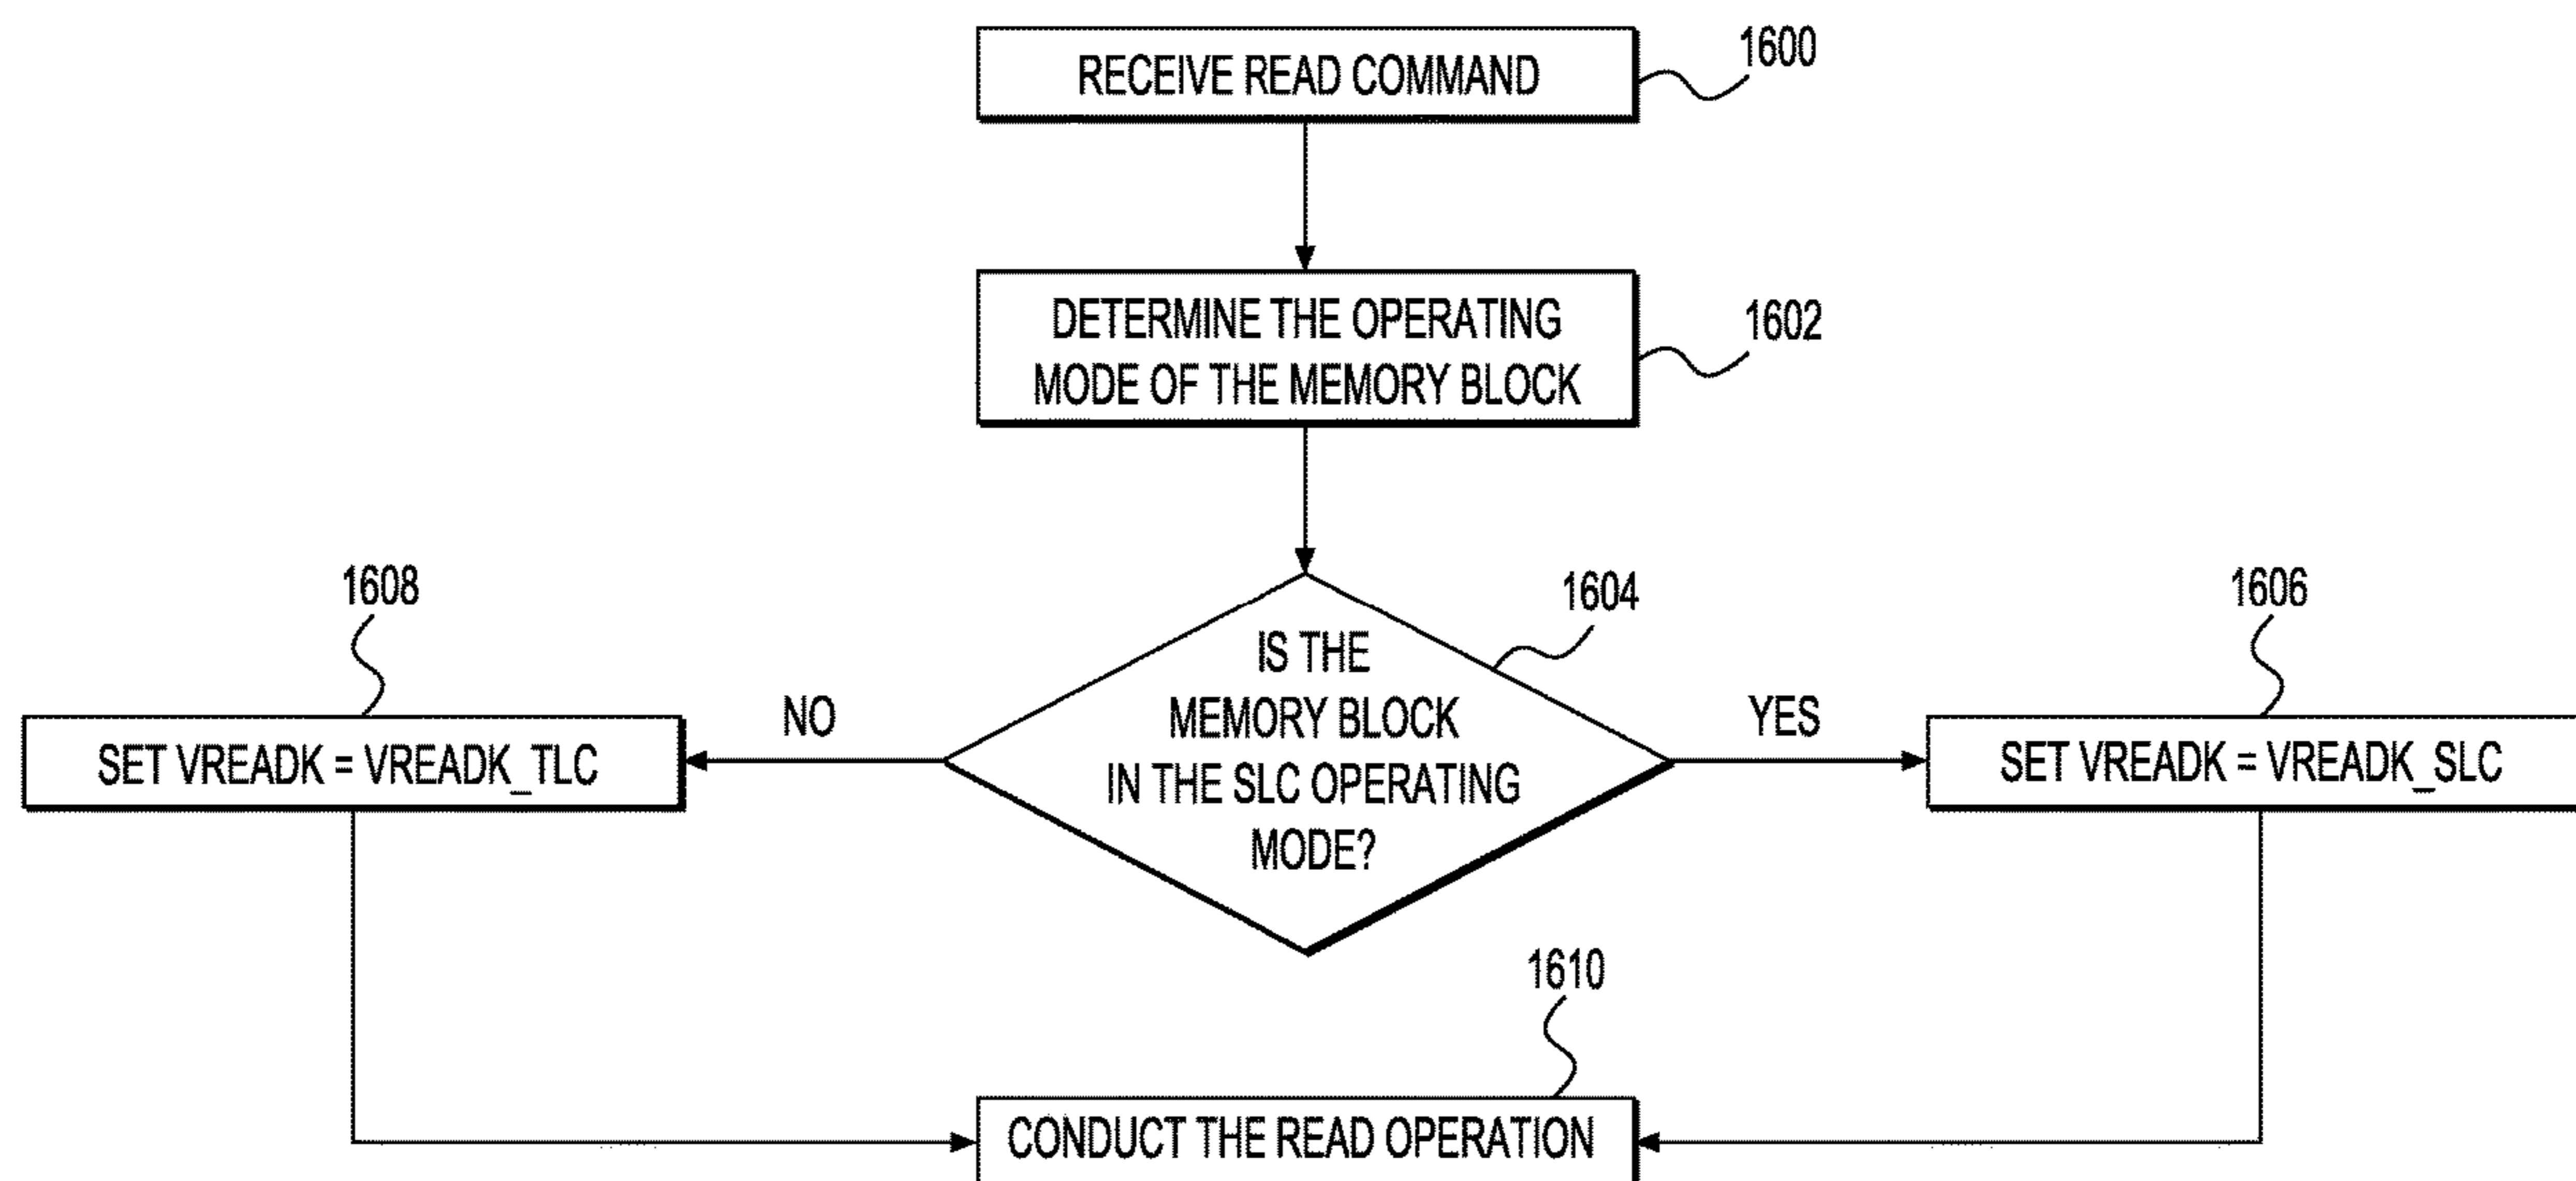 RECEIVE READ COMMAND
1600
DETERMINE THE OPERATING
MODE OF THE MEMORY BLOCK
1602
IS THE
MEMORY BLOCK
IN THE SLC OPERATING
MODE?
1604
NO
YES
1608
SET VREADK = VREADK_TLC
1606
SET VREADK = VREADK_SLC
1610
CONDUCT THE READ OPERATION